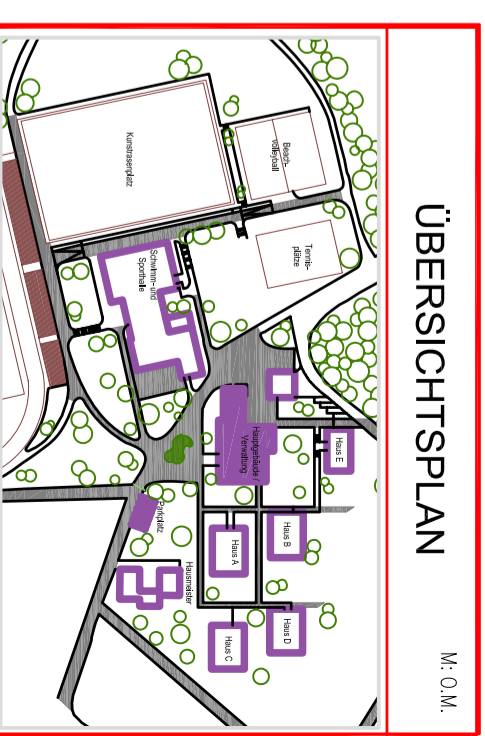 ÜBERSICHTSPLAN
M: O.M.
Kunstrasenplatz
Beach-
volleyball
Tennis-
plätze
Schwimm-und
Sporthalle
Hauptgebäude /
Verwaltung
Haus E
Haus B
Haus A
Haus D
Haus C
Parkplatz
Hausmeister